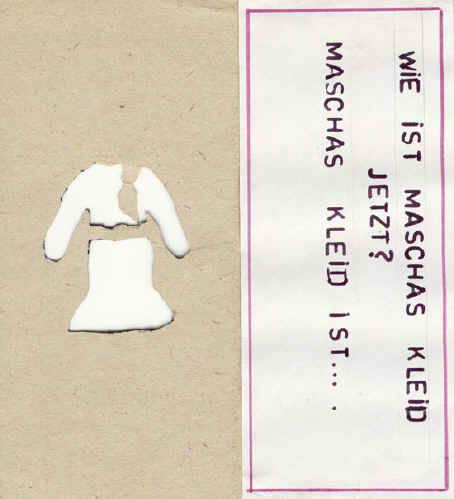 WiE iST MASCHAS KLEiD
JETZT?
MASCHAS KLEiD iST... .